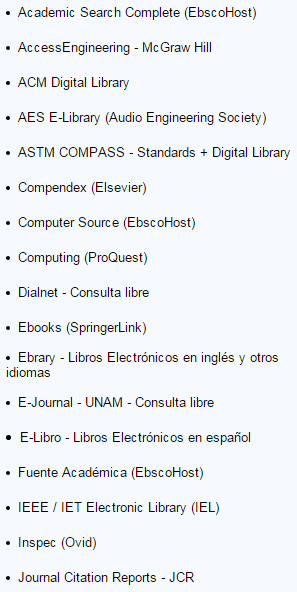 • Academic Search Complete (EbscoHost)
• AccessEngineering - McGraw Hill
• ACM Digital Library
• AES E-Library (Audio Engineering Society)
• ASTM COMPASS - Standards + Digital Library
• Compendex (Elsevier)
• Computer Source (EbscoHost)
• Computing (ProQuest)
• Dialnet - Consulta libre
• Ebooks (SpringerLink)
• Ebrary - Libros Electrónicos en inglés y otros
idiomas
• E-Journal - UNAM - Consulta libre
• E-Libro - Libros Electrónicos en español
• Fuente Académica (EbscoHost)
• IEEE / IET Electronic Library (IEL)
• Inspec (Ovid)
• Journal Citation Reports - JCR